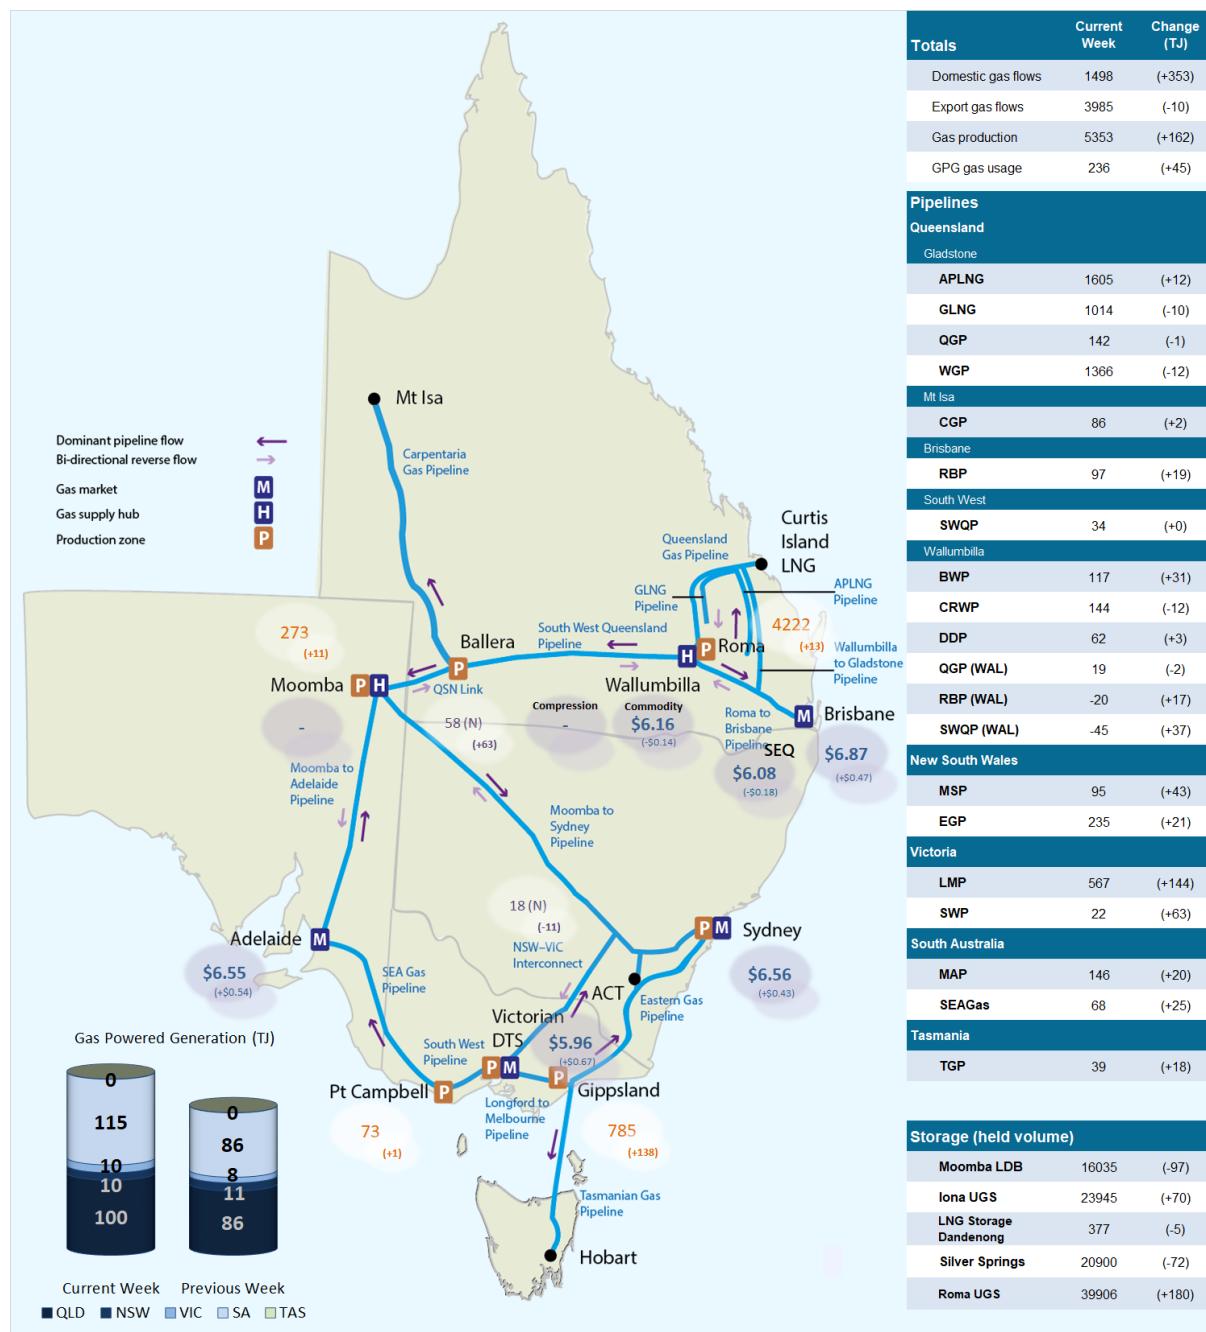 Mt Isa
Dominant pipeline flow
Bi-directional reverse flow
Gas market M
Gas supply hub H
Production zone P
Carpentaria
Gas Pipeline
Curtis
Island
LNG
Queensland
Gas Pipeline
GLNG
Pipeline
APLNG
Pipeline
273
(+11)
Ballera
P
South West Queensland
Pipeline
H P Roma
4222
(+13)
Wallumbilla
to Gladstone
Pipeline
Moomba P H
QSN Link
Wallumbilla
-
58 (N)
(+63)
Compression
-
Commodity
$6.16
(-$0.14)
Roma to
Brisbane
Pipeline
M Brisbane
SEQ
$6.08
(-$0.18)
$6.87
(+$0.47)
Moomba to
Adelaide
Pipeline
Moomba to
Sydney
Pipeline
18 (N)
(-11)
NSW–VIC
Interconnect
P M Sydney
Adelaide M
$6.55
(+$0.54)
SEA Gas
Pipeline
$6.56
(+$0.43)
ACT
Eastern Gas
Pipeline
Victorian
DTS
P M
$5.96
(+$0.67)
South West
Pipeline
Pt Campbell P
P
Gippsland
Longford to
Melbourne
Pipeline
73
(+1)
785
(+138)
Tasmanian Gas
Pipeline
Hobart
Gas Powered Generation (TJ)
0
115
10
10
100
0
86
8
11
86
Current Week Previous Week
QLD NSW VIC SA TAS
Totals Current Week Change (TJ)
Domestic gas flows 1498 (+353)
Export gas flows 3985 (-10)
Gas production 5353 (+162)
GPG gas usage 236 (+45)
Pipelines
Queensland
Gladstone
APLNG 1605 (+12)
GLNG 1014 (-10)
QGP 142 (-1)
WGP 1366 (-12)
Mt Isa
CGP 86 (+2)
Brisbane
RBP 97 (+19)
South West
SWQP 34 (+0)
Wallumbilla
BWP 117 (+31)
CRWP 144 (-12)
DDP 62 (+3)
QGP (WAL) 19 (-2)
RBP (WAL) -20 (+17)
SWQP (WAL) -45 (+37)
New South Wales
MSP 95 (+43)
EGP 235 (+21)
Victoria
LMP 567 (+144)
SWP 22 (+63)
South Australia
MAP 146 (+20)
SEAGas 68 (+25)
Tasmania
TGP 39 (+18)
Storage (held volume)
Moomba LDB 16035 (-97)
Iona UGS 23945 (+70)
LNG Storage
Dandenong 377 (-5)
Silver Springs 20900 (-72)
Roma UGS 39906 (+180)